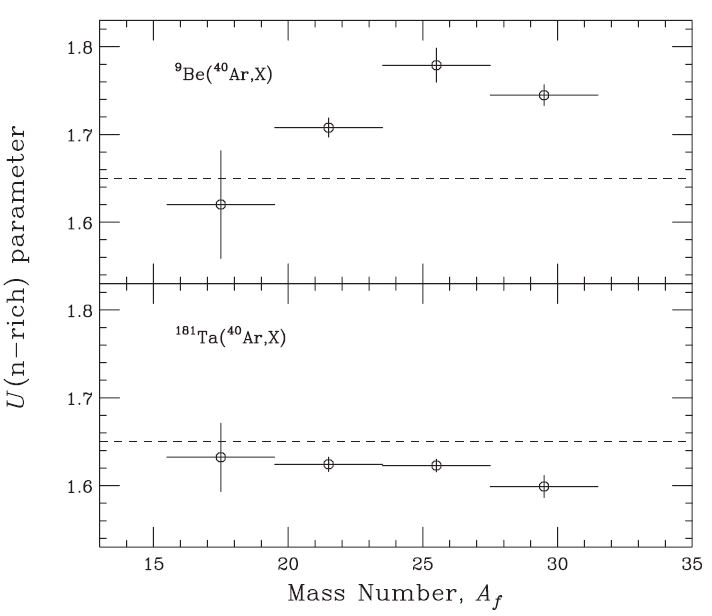 1.8
⁹Be(⁴⁰Ar,X)
1.7
1.6
U(n−rich) parameter
1.8
¹⁸¹Ta(⁴⁰Ar,X)
1.7
1.6
15 20 25 30 35
Mass Number, A_f